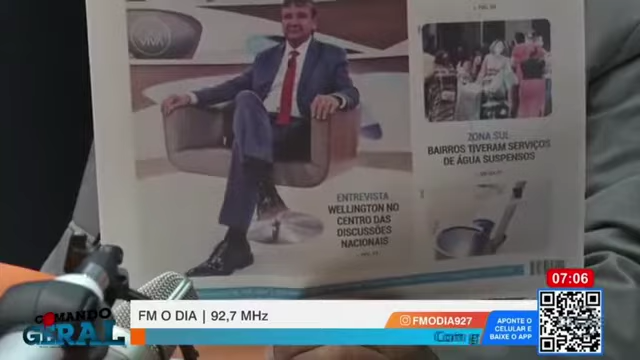 VIVA
ZONA SUL
BAIRROS TIVERAM SERVIÇOS
DE ÁGUA SUSPENSOS
ENTREVISTA
WELLINGTON NO
CENTRO DAS
DISCUSSÕES
NACIONAIS
07:06
COMANDO
GERAL
FM O DIA | 92,7 MHz
FMODIA927
APONTE O
CELULAR E
BAIXE O APP